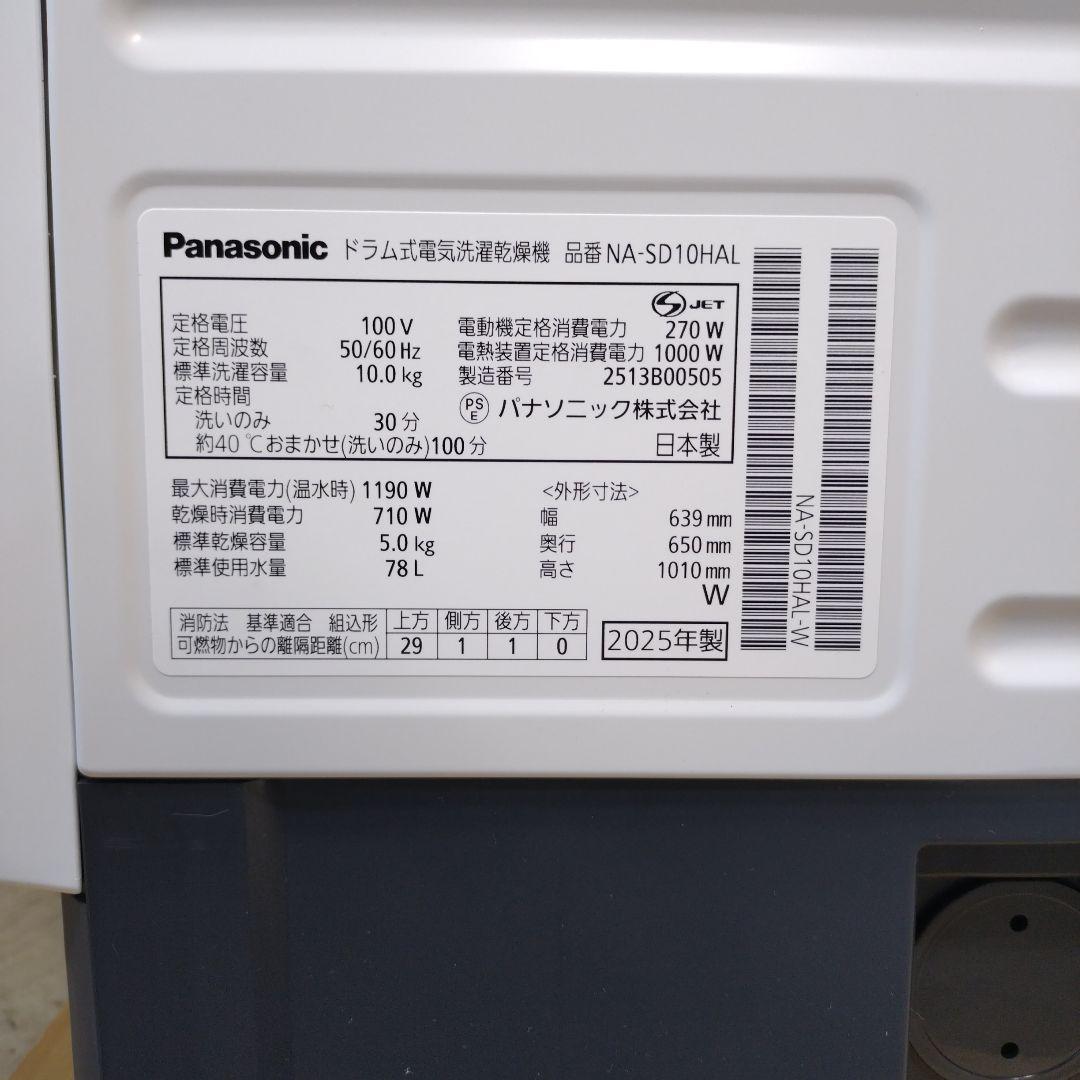 Panasonic ドラム式電気洗濯乾燥機 品番 NA-SD10HAL
JET
定格電圧 100 V
定格周波数 50/60 Hz
標準洗濯容量 10.0 kg
定格時間
洗いのみ 30 分
約40℃おまかせ(洗いのみ)100 分
電動機定格消費電力 270 W
電熱装置定格消費電力 1000 W
製造番号 2513B00505
PSE パナソニック株式会社
日本製
最大消費電力(温水時) 1190 W
乾燥時消費電力 710 W
標準乾燥容量 5.0 kg
標準使用水量 78 L
<外形寸法>
幅 639 mm
奥行 650 mm
高さ 1010 mm
W
消防法 基準適合 組込形 上方 側方 後方 下方
可燃物からの離隔距離(cm) 29 1 1 0
2025年製
NA-SD10HAL-W